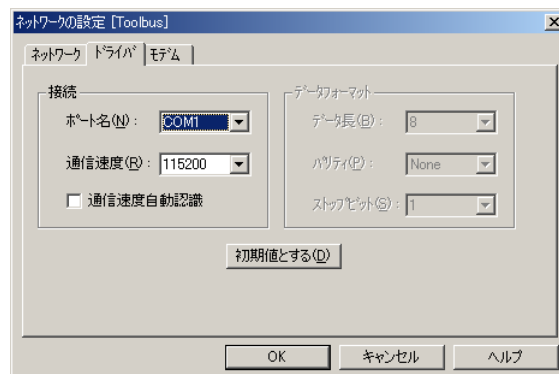 ネットワークの設定 [Toolbus]
ネットワーク ドライバ モデム
接続
ポート名(N) : COM1
通信速度(R) : 115200
通信速度自動認識
データフォーマット
データ長(B) : 8
パリティ(P) : None
ストップビット(S) : 1
初期値とする(D)
OK キャンセル ヘルプ